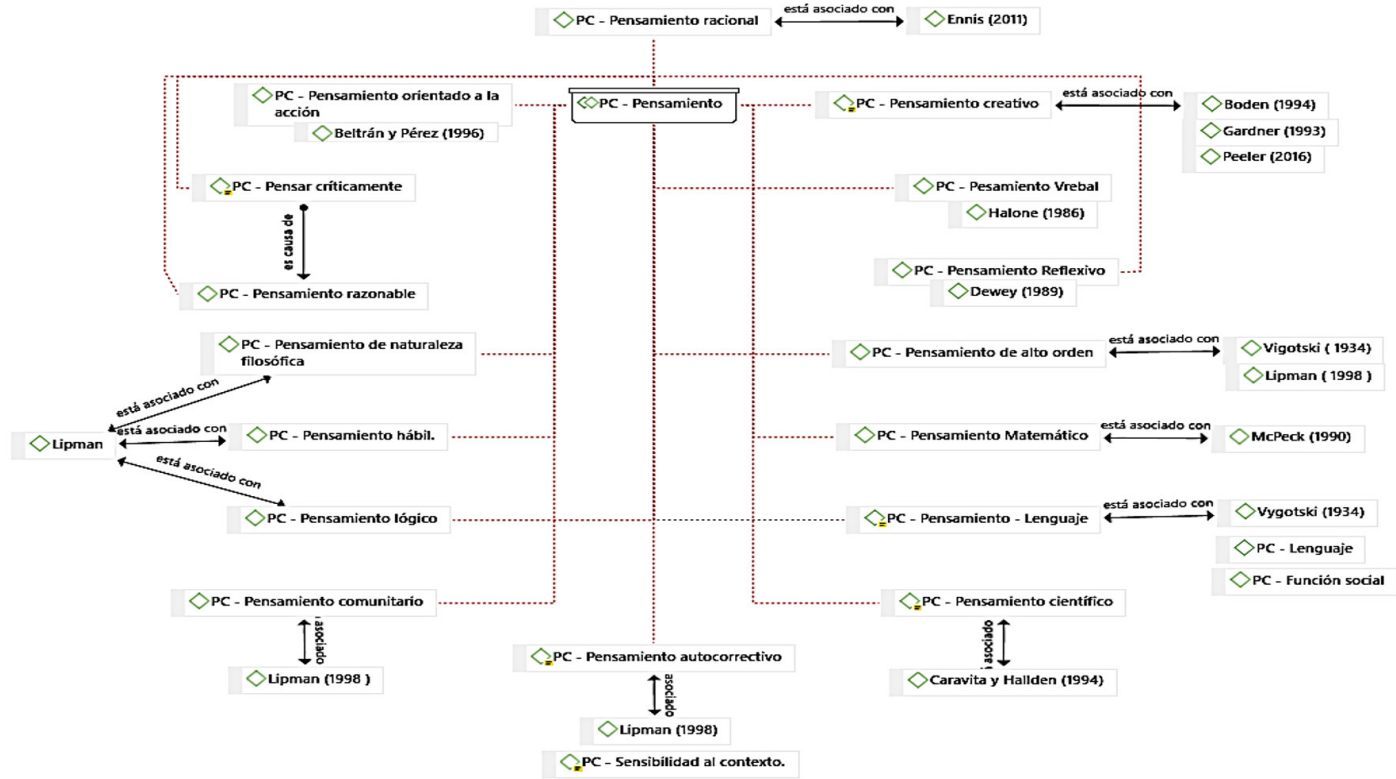 PC - Pensamiento racional
está asociado con
Ennis (2011)
PC - Pensamiento orientado a la
acción
Beltrán y Pérez (1996)
PC - Pensamiento
PC - Pensamiento creativo
está asociado con
Boden (1994)
Gardner (1993)
Peeler (2016)
PC - Pensar críticamente
es causa de
PC - Pensamiento razonable
PC - Pesamiento Vrebal
Halone (1986)
PC - Pensamiento Reflexivo
Dewey (1989)
PC - Pensamiento de naturaleza
filosófica
PC - Pensamiento de alto orden
está asociado con
Vigotski ( 1934)
Lipman ( 1998 )
está asociado con
Lipman
está asociado con
PC - Pensamiento hábil.
PC - Pensamiento Matemático
está asociado con
McPeck (1990)
está asociado con
PC - Pensamiento lógico
PC - Pensamiento - Lenguaje
está asociado con
Vygotski (1934)
PC - Lenguaje
PC - Función social
PC - Pensamiento comunitario
asociado
Lipman (1998 )
PC - Pensamiento autocorrectivo
asociado
Lipman (1998)
PC - Sensibilidad al contexto.
PC - Pensamiento científico
á asociado
Caravita y Hallden (1994)